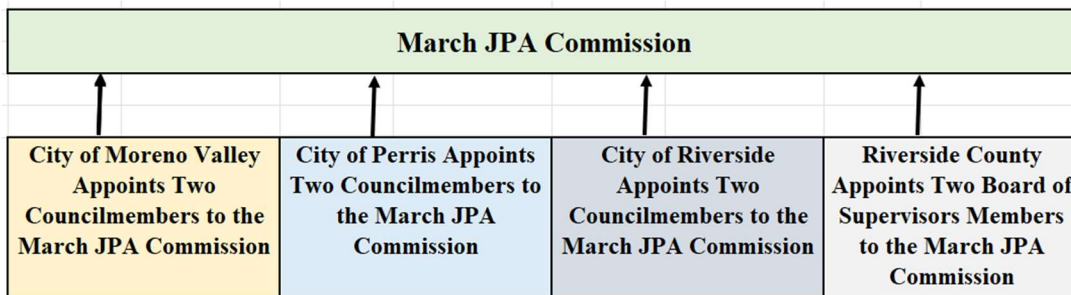 March JPA Commission
City of Moreno Valley
Appoints Two
Councilmembers to the
March JPA Commission
City of Perris Appoints
Two Councilmembers to
the March JPA
Commission
City of Riverside
Appoints Two
Councilmembers to the
March JPA Commission
Riverside County
Appoints Two Board of
Supervisors Members
to the March JPA
Commission